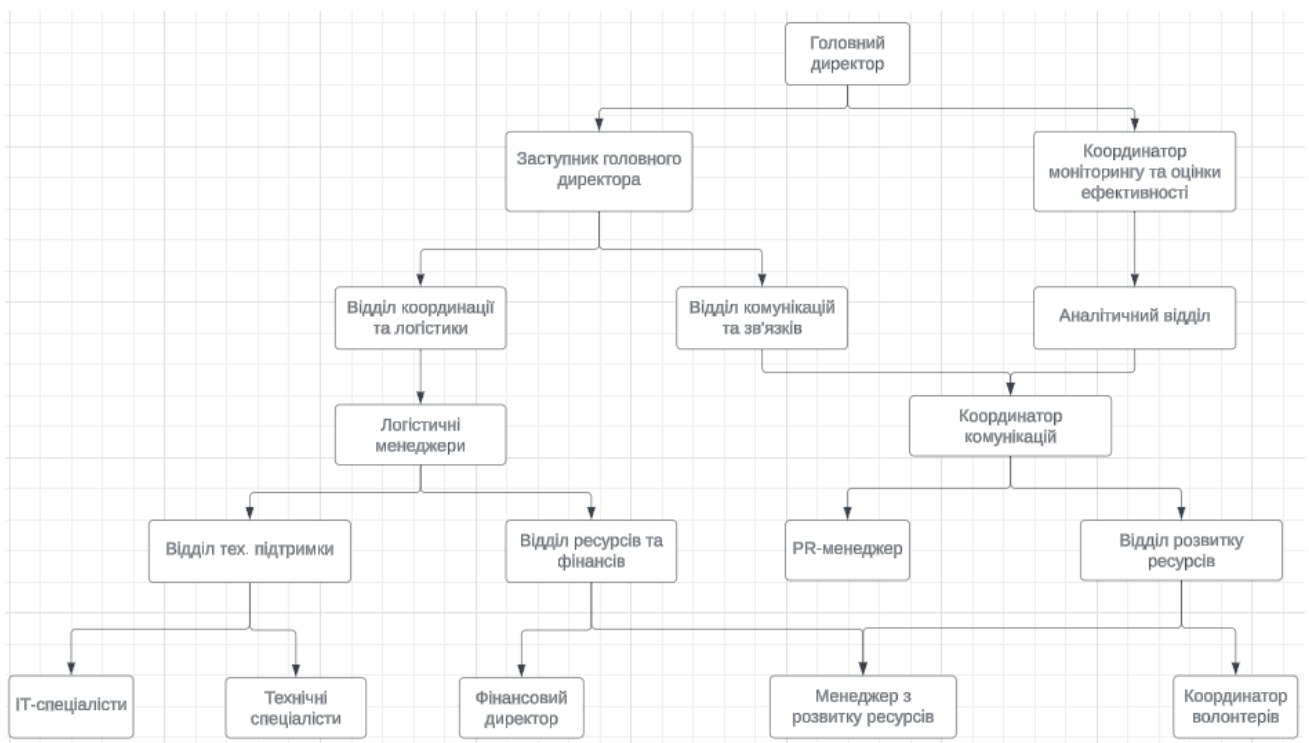 Головний
директор
Заступник головного
директора
Координатор
моніторингу та оцінки
ефективності
Відділ координації
та логістики
Відділ комунікацій
та зв'язків
Аналітичний відділ
Логістичні
менеджери
Координатор
комунікацій
Відділ тех. підтримки
Відділ ресурсів та
фінансів
PR-менеджер
Відділ розвитку
ресурсів
ІТ-спеціалісти
Технічні
спеціалісти
Фінансовий
директор
Менеджер з
розвитку ресурсів
Координатор
волонтерів